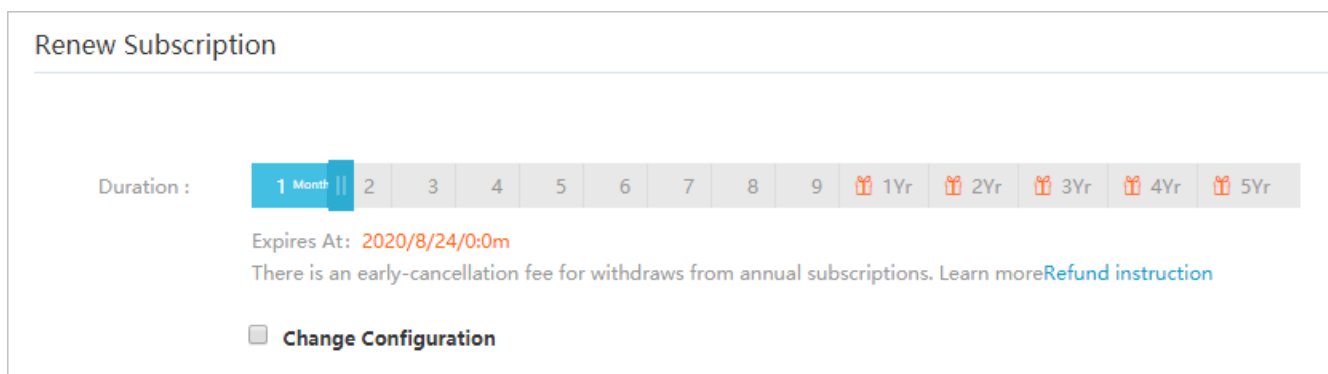 Renew Subscription
Duration : 1 Month 2 3 4 5 6 7 8 9 1Yr 2Yr 3Yr 4Yr 5Yr
Expires At: 2020/8/24/0:0m
There is an early-cancellation fee for withdraws from annual subscriptions. Learn moreRefund instruction
Change Configuration